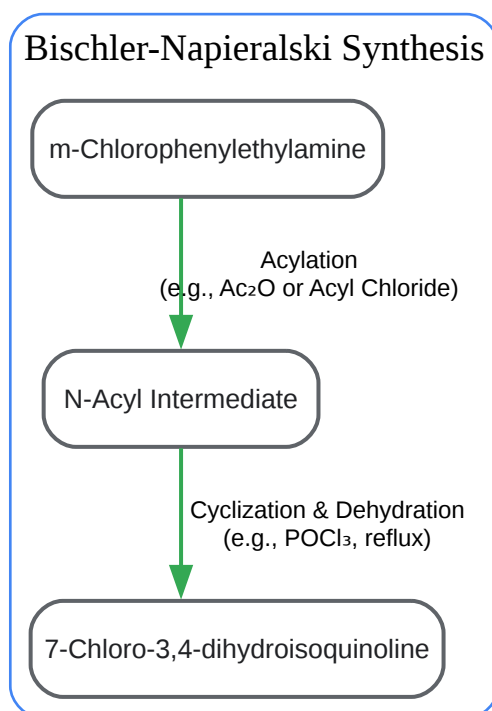 Bischler-Napieralski Synthesis
m-Chlorophenylethylamine
Acylation
(e.g., Ac₂O or Acyl Chloride)
N-Acyl Intermediate
Cyclization & Dehydration
(e.g., POCl₃, reflux)
7-Chloro-3,4-dihydroisoquinoline